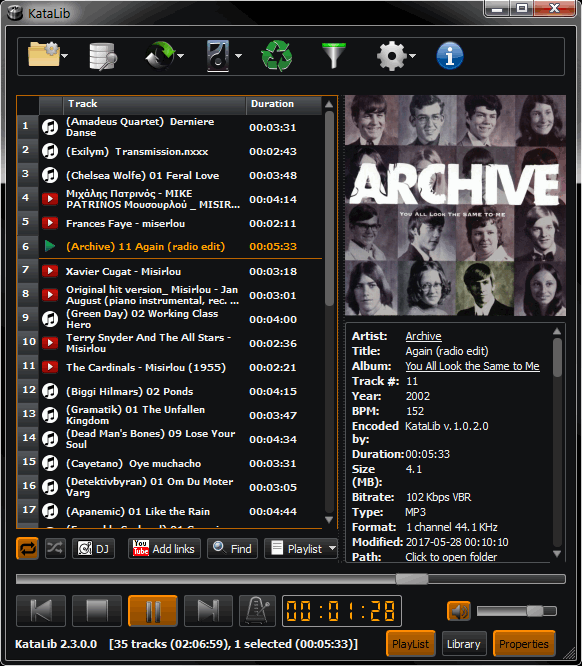 KataLib
Track Duration
1 (Amadeus Quartet) Derniere
Danse 00:03:31
2 (Exilym) Transmission.nxxx 00:02:43
3 (Chelsea Wolfe) 01 Feral Love 00:03:48
4 Μιχάλης Πατρινός - MIKE
PATRINOS Μουσουρλού _ MISIR... 00:04:14
5 Frances Faye - miserlou 00:02:11
6 (Archive) 11 Again (radio edit) 00:05:33
7 Xavier Cugat - Misirlou 00:03:18
8 Original hit version_ Misirlou - Jan
August (piano instrumental, rec. ... 00:03:01
9 (Green Day) 02 Working Class
Hero 00:04:00
10 Terry Snyder And The All Stars -
Misirlou 00:02:36
11 The Cardinals - Misirlou (1955) 00:02:21
12 (Biggi Hilmars) 02 Ponds 00:04:15
13 (Gramatik) 01 The Unfallen
Kingdom 00:03:47
14 (Dead Man's Bones) 09 Lose Your
Soul 00:04:34
15 (Cayetano) Oye muchacho 00:03:31
16 (Detektivbyran) 01 Om Du Moter
Varg 00:03:05
17 (Apanemic) 01 Like the Rain 00:04:44
ARCHIVE
YOU ALL LOOK THE SAME TO ME
Artist: Archive
Title: Again (radio edit)
Album: You All Look the Same to Me
Track #: 11
Year: 2002
BPM: 152
Encoded KataLib v.1.0.2.0
by:
Duration: 00:05:33
Size 4.1
(MB):
Bitrate: 102 Kbps VBR
Type: MP3
Format: 1 channel 44.1 KHz
Modified: 2017-05-28 00:10:10
Path: Click to open folder
DJ You Tube Add links Find Playlist
00:01:28
KataLib 2.3.0.0 [35 tracks (02:06:59), 1 selected (00:05:33)] PlayList Library Properties